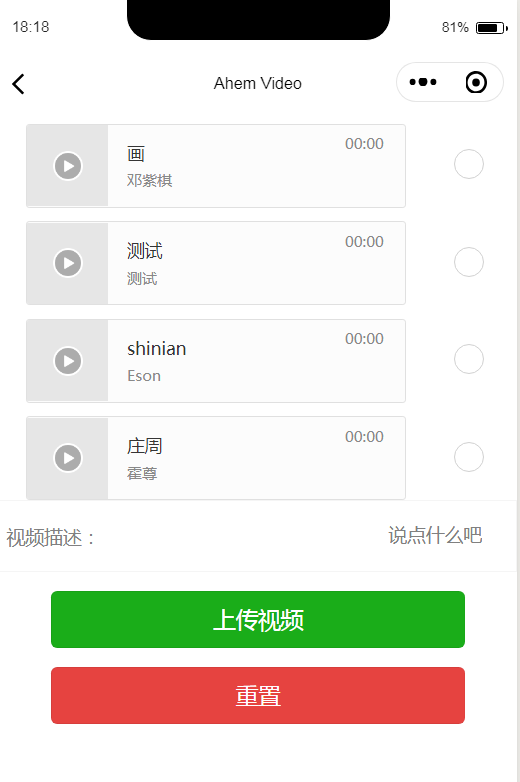 18:18
81%
Ahem Video
画
00:00
邓紫棋
测试
00:00
测试
shinian
00:00
Eson
庄周
00:00
霍尊
视频描述：
说点什么吧
上传视频
重置